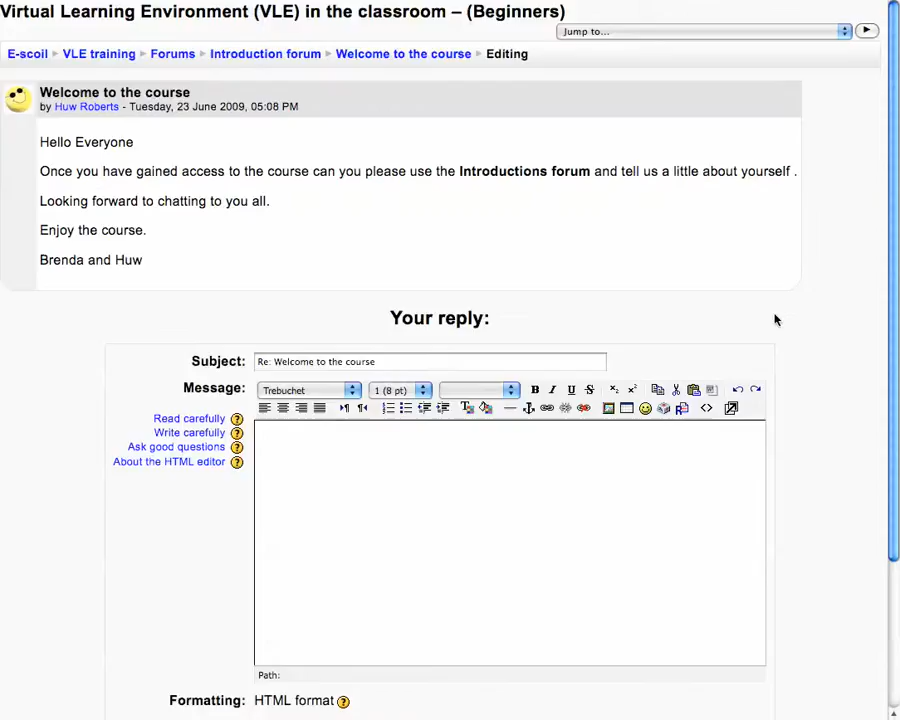 Virtual Learning Environment (VLE) in the classroom – (Beginners)
Jump to...
E-scoil ► VLE training ► Forums ► Introduction forum ► Welcome to the course ► Editing
Welcome to the course
by Huw Roberts - Tuesday, 23 June 2009, 05:08 PM
Hello Everyone
Once you have gained access to the course can you please use the Introductions forum and tell us a little about yourself .
Looking forward to chatting to you all.
Enjoy the course.
Brenda and Huw
Your reply:
Subject: Re: Welcome to the course
Message: Trebuchet 1 (8 pt)
Read carefully
Write carefully
Ask good questions
About the HTML editor
Path:
Formatting: HTML format